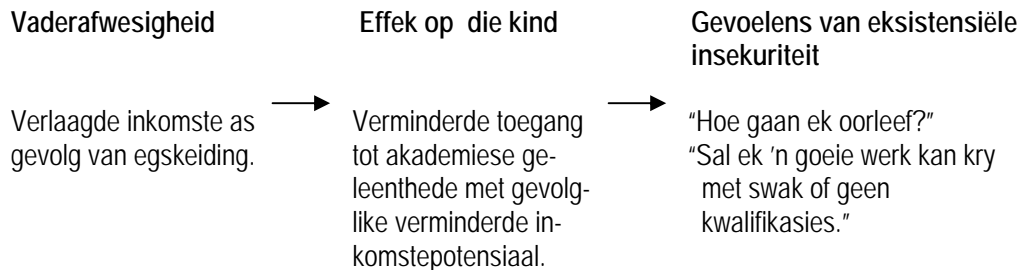 Vaderafwesigheid
Effek op die kind
Gevoelens van eksistensiële
insekuriteit
Verlaagde inkomste as
gevolg van egskeiding.
Verminderde toegang
tot akademiese ge-
leenthede met gevolg-
like verminderde in-
komstepotensiaal.
"Hoe gaan ek oorleef?"
"Sal ek 'n goeie werk kan kry
met swak of geen
kwalifikasies."